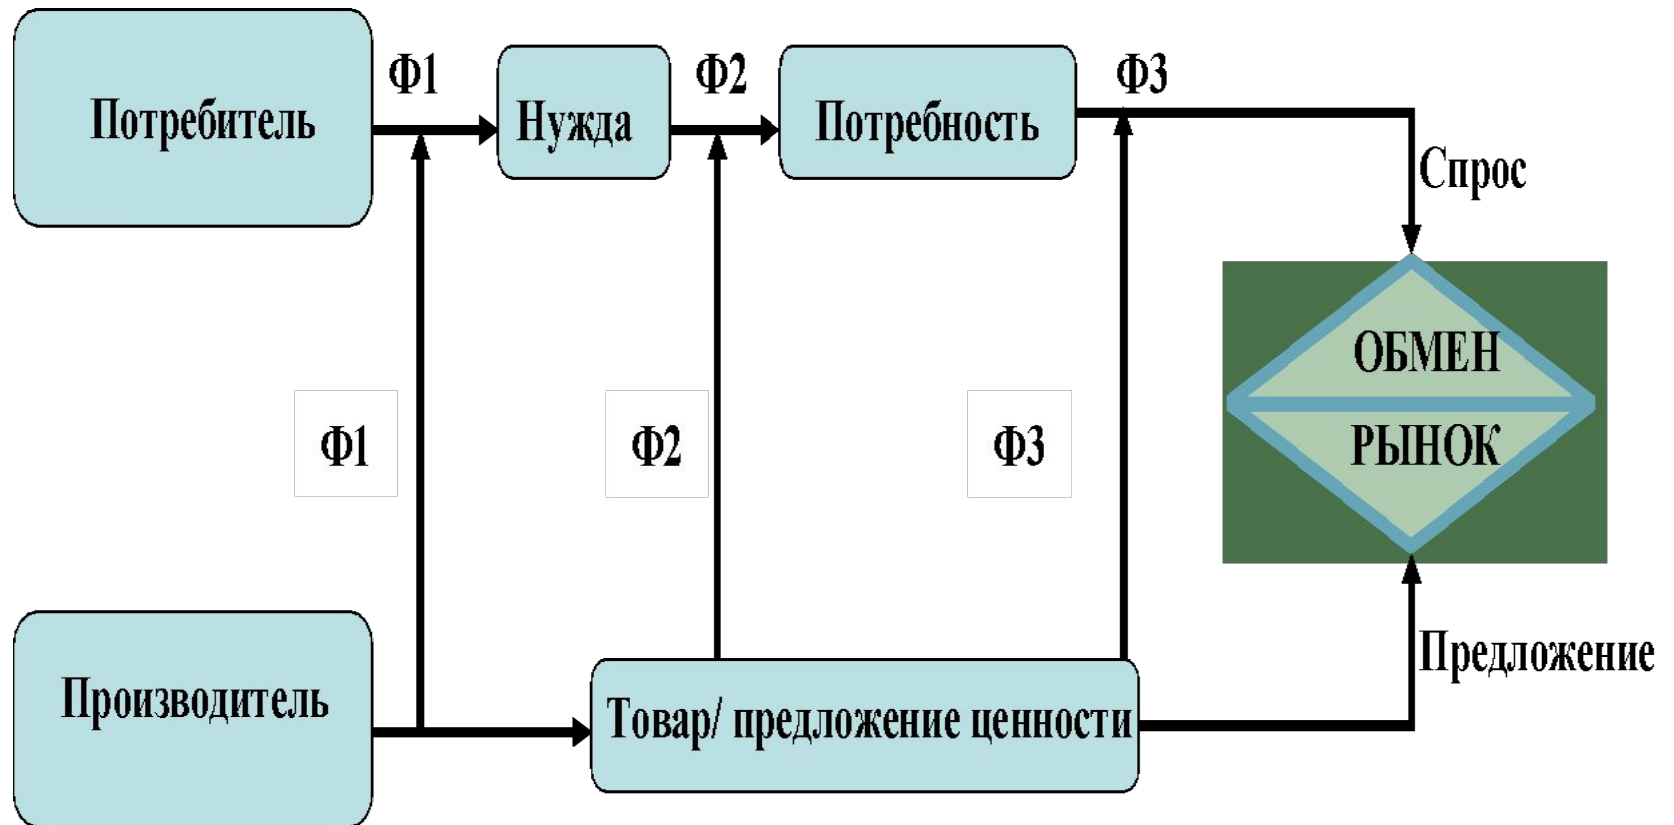 Потребитель
Ф1
Нужда
Ф2
Потребность
Ф3
Спрос
ОБМЕН
РЫНОК
Ф1
Ф2
Ф3
Производитель
Товар/ предложение ценности
Предложение